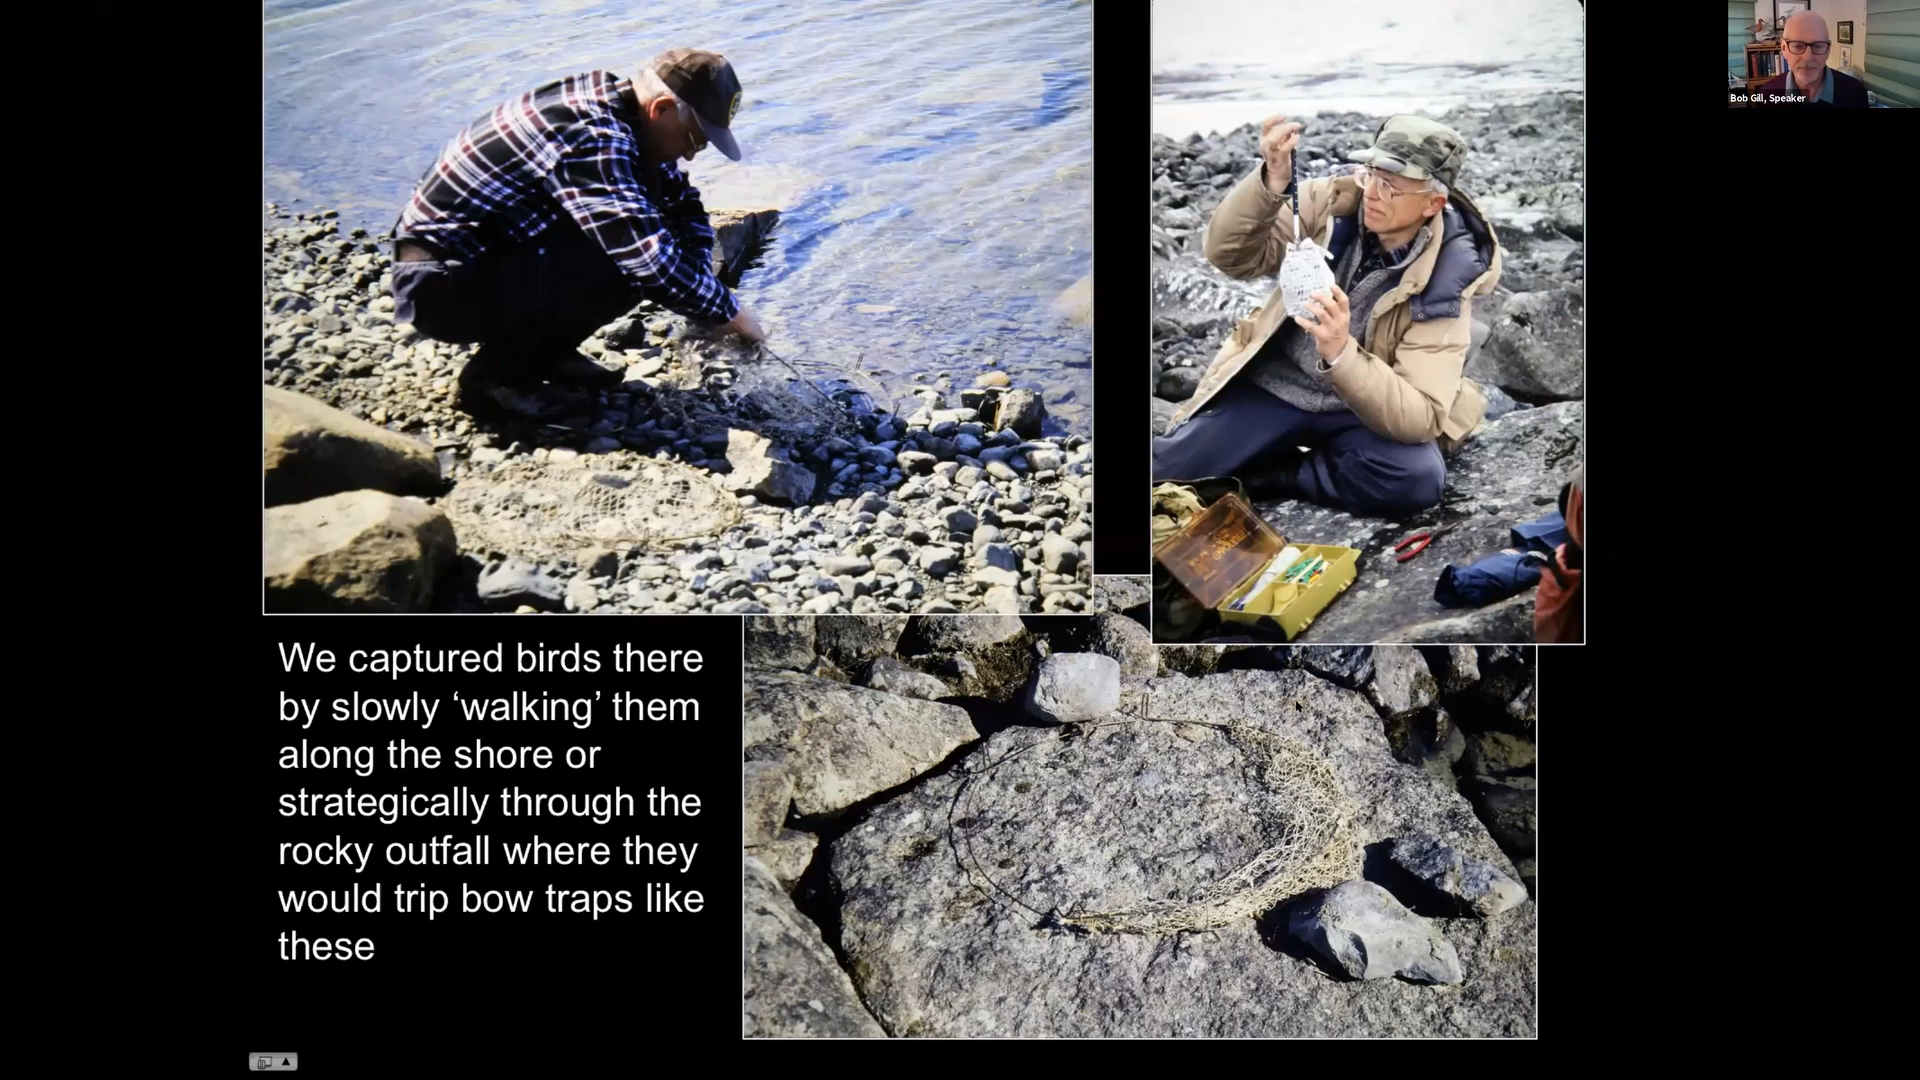 Bob Gill, Speaker
We captured birds there
by slowly ‘walking’ them
along the shore or
strategically through the
rocky outfall where they
would trip bow traps like
these